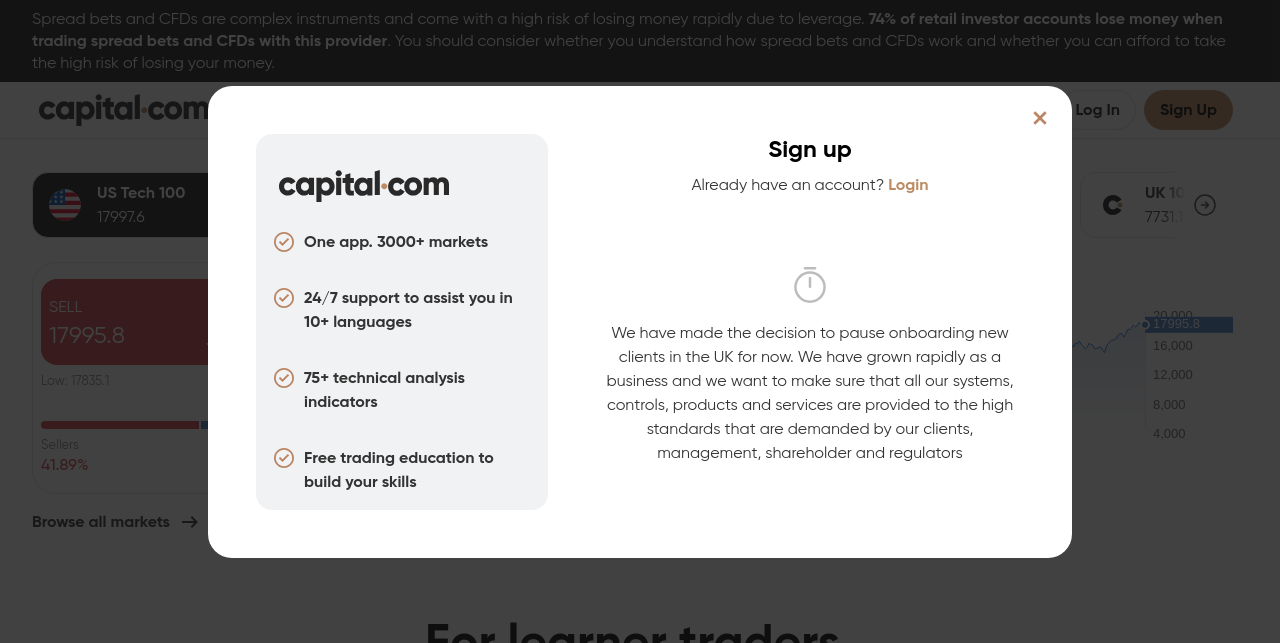 Spread bets and CFDs are complex instruments and come with a high risk of losing money rapidly due to leverage. 74% of retail investor accounts lose money when
trading spread bets and CFDs with this provider. You should consider whether you understand how spread bets and CFDs work and whether you can afford to take
the high risk of losing your money.
capital.com
Log In
Sign Up
US Tech 100
17997.6
UK 10
7731.1
SELL
17995.8
Low: 17835.1
Sellers
41.89%
Browse all markets
20,000
17995.8
16,000
12,000
8,000
4,000
capital.com
One app. 3000+ markets
24/7 support to assist you in
10+ languages
75+ technical analysis
indicators
Free trading education to
build your skills
Sign up
Already have an account? Login
We have made the decision to pause onboarding new
clients in the UK for now. We have grown rapidly as a
business and we want to make sure that all our systems,
controls, products and services are provided to the high
standards that are demanded by our clients,
management, shareholder and regulators
For learner traders